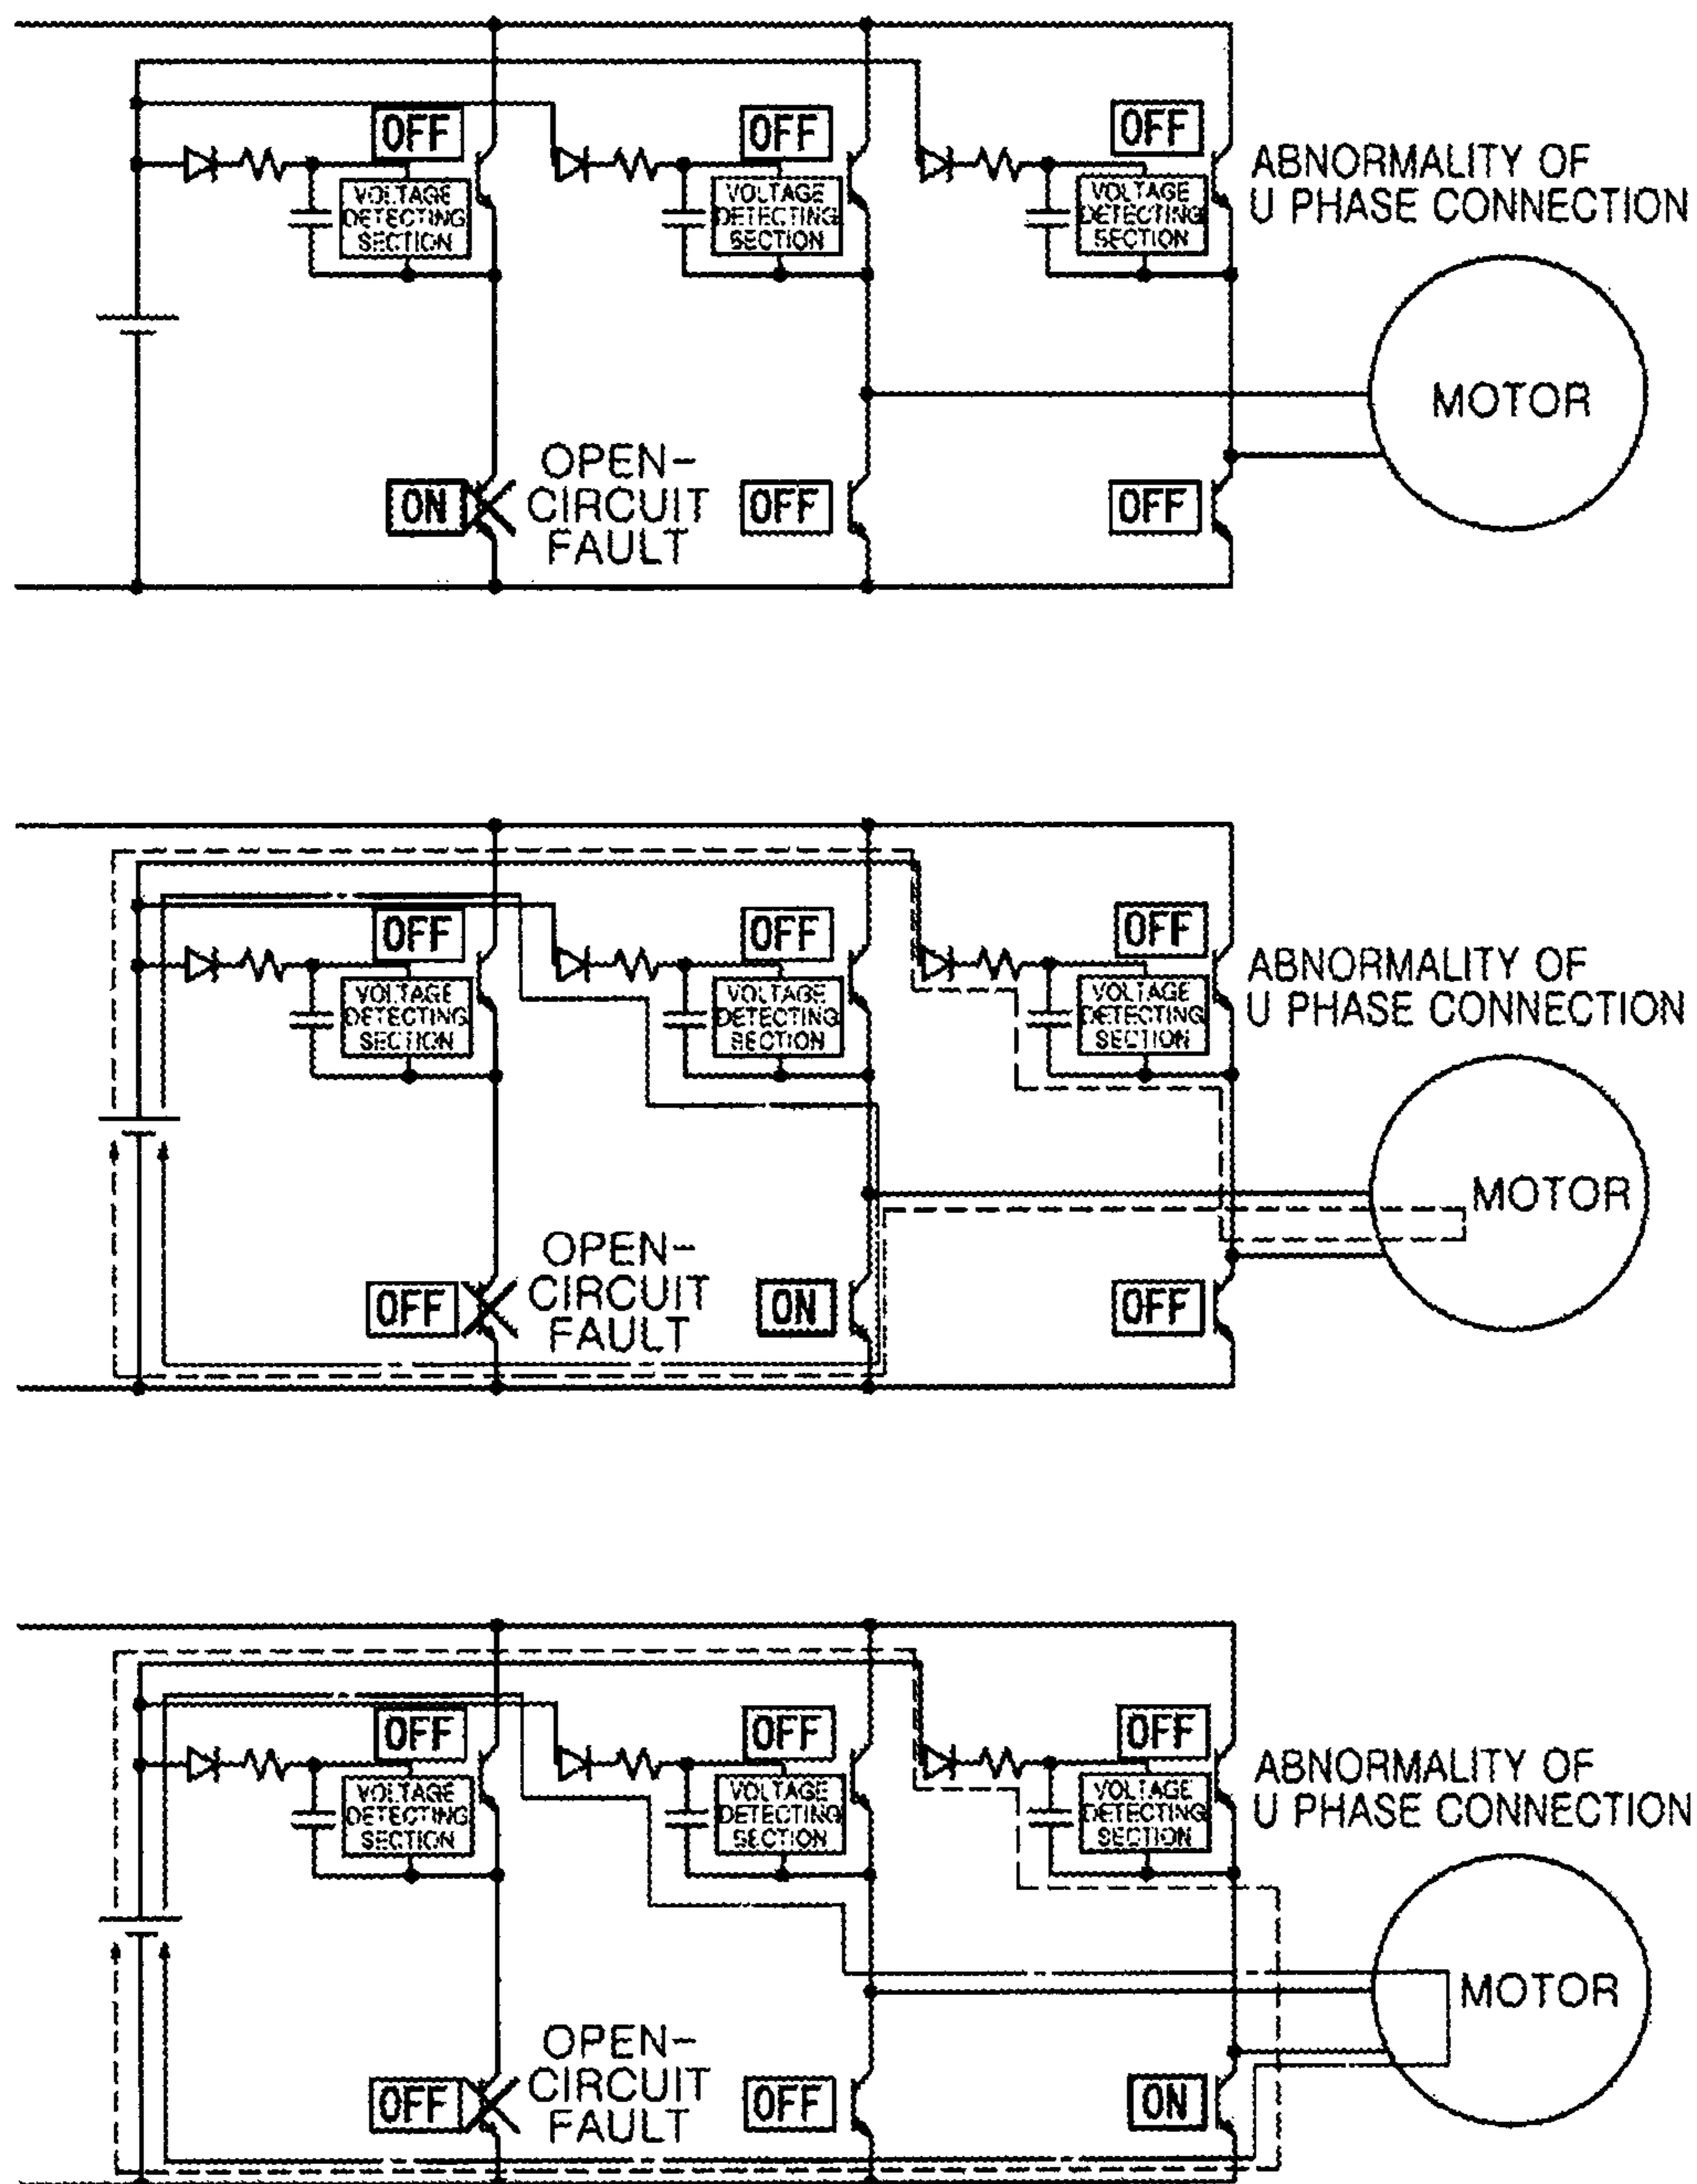 OFF
OFF
OFF
ABNORMALITY OF
U PHASE CONNECTION
VOLTAGE
DETECTING
SECTION
VOLTAGE
DETECTING
SECTION
VOLTAGE
DETECTING
SECTION
MOTOR
OPEN-
CIRCUIT
FAULT
ON
OFF
OFF
OFF
OFF
OFF
ABNORMALITY OF
U PHASE CONNECTION
VOLTAGE
DETECTING
SECTION
VOLTAGE
DETECTING
SECTION
VOLTAGE
DETECTING
SECTION
MOTOR
OPEN-
CIRCUIT
FAULT
OFF
ON
OFF
OFF
OFF
OFF
ABNORMALITY OF
U PHASE CONNECTION
VOLTAGE
DETECTING
SECTION
VOLTAGE
DETECTING
SECTION
VOLTAGE
DETECTING
SECTION
MOTOR
OPEN-
CIRCUIT
FAULT
OFF
OFF
ON